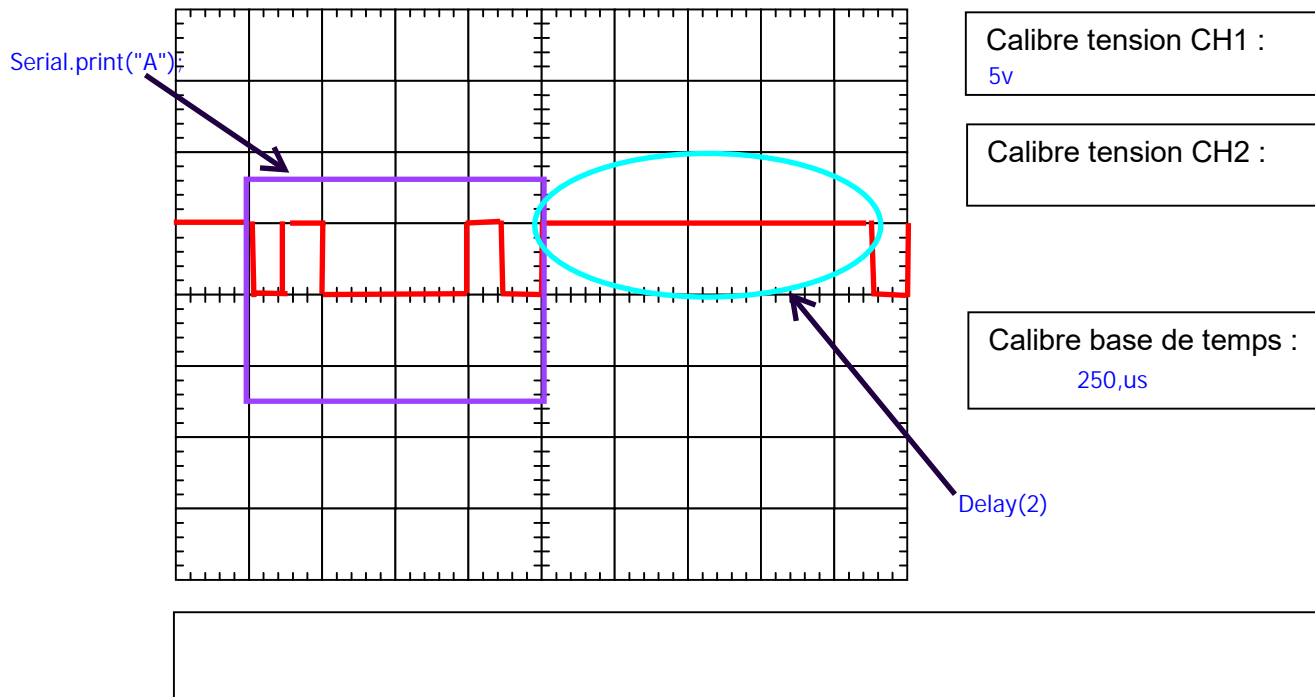 Serial.print("A");
Calibre tension CH1 :
5v
Calibre tension CH2 :
Calibre base de temps :
250,us
Delay(2)